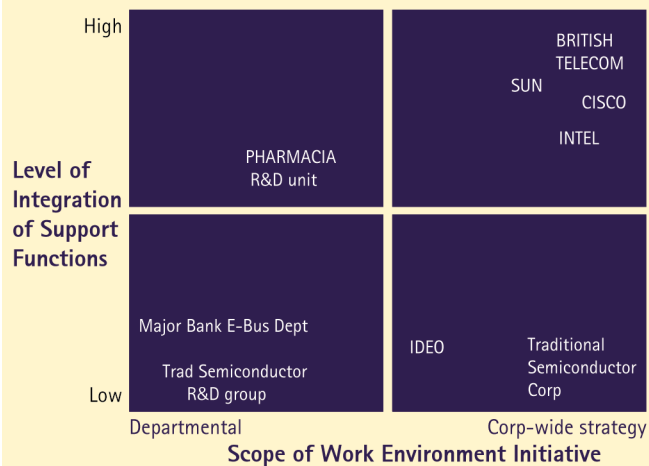 High
BRITISH
TELECOM
SUN
CISCO
INTEL
PHARMACIA
R&D unit
Level of
Integration
of Support
Functions
Major Bank E-Bus Dept
IDEO
Traditional
Semiconductor
Corp
Trad Semiconductor
R&D group
Low
Departmental
Corp-wide strategy
Scope of Work Environment Initiative